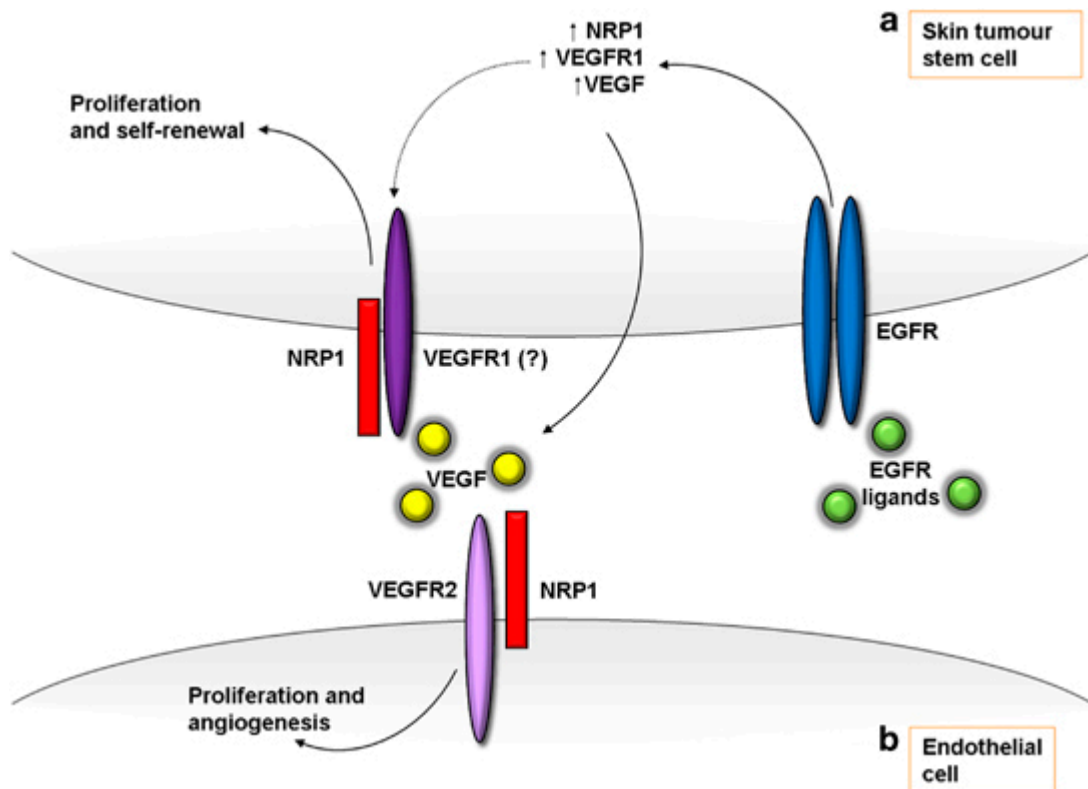 a
Skin tumour
stem cell
↑ NRP1
↑ VEGFR1
↑VEGF
Proliferation
and self-renewal
NRP1
VEGFR1 (?)
EGFR
VEGF
EGFR
ligands
VEGFR2
NRP1
Proliferation and
angiogenesis
b
Endothelial
cell